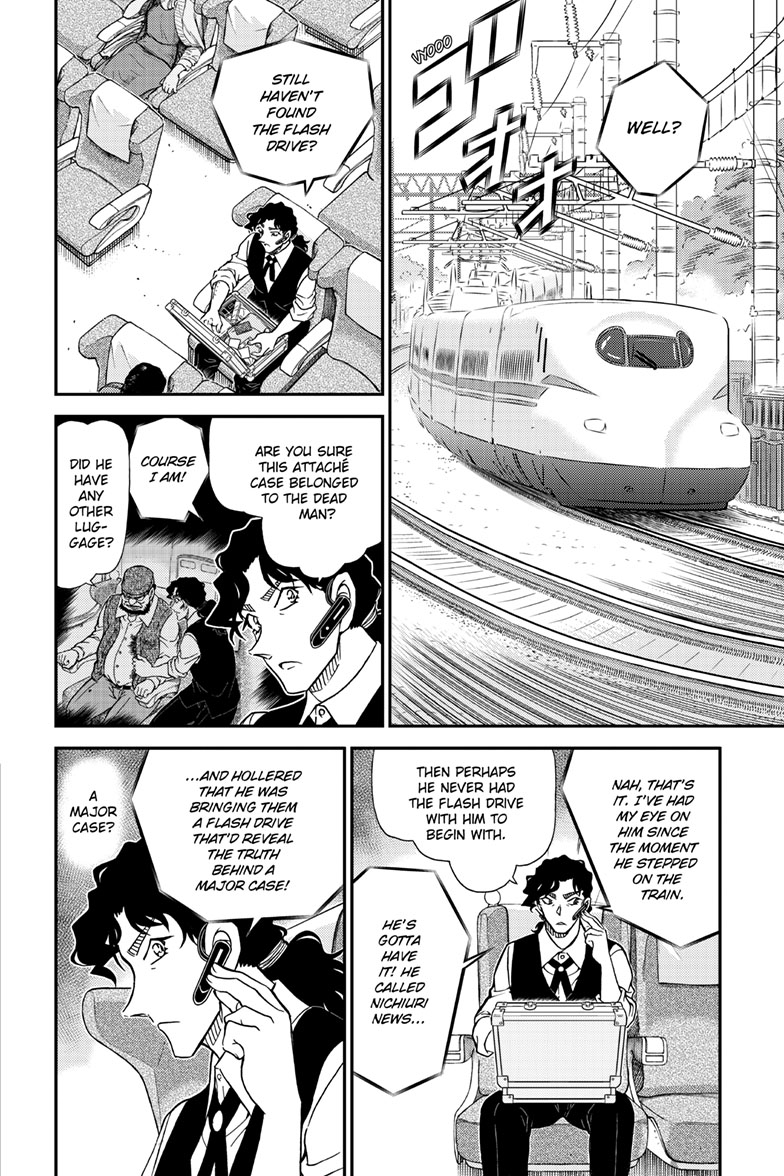 VYOOO
ゴ
オ
オ
WELL?
STILL
HAVEN'T
FOUND
THE FLASH
DRIVE?
ARE YOU SURE
THIS ATTACHÉ
CASE BELONGED
TO THE DEAD
MAN?
COURSE
I AM!
DID HE
HAVE
ANY
OTHER
LUG-
GAGE?
NAH, THAT'S
IT. I'VE HAD
MY EYE ON
HIM SINCE
THE MOMENT
HE STEPPED
ON THE
TRAIN.
THEN PERHAPS
HE NEVER HAD
THE FLASH DRIVE
WITH HIM TO
BEGIN WITH.
HE'S
GOTTA
HAVE
IT! HE
CALLED
NICHIURI
NEWS...
...AND HOLLERED
THAT HE WAS
BRINGING THEM
A FLASH DRIVE
THAT'D REVEAL
THE TRUTH
BEHIND A
MAJOR CASE!
A
MAJOR
CASE?